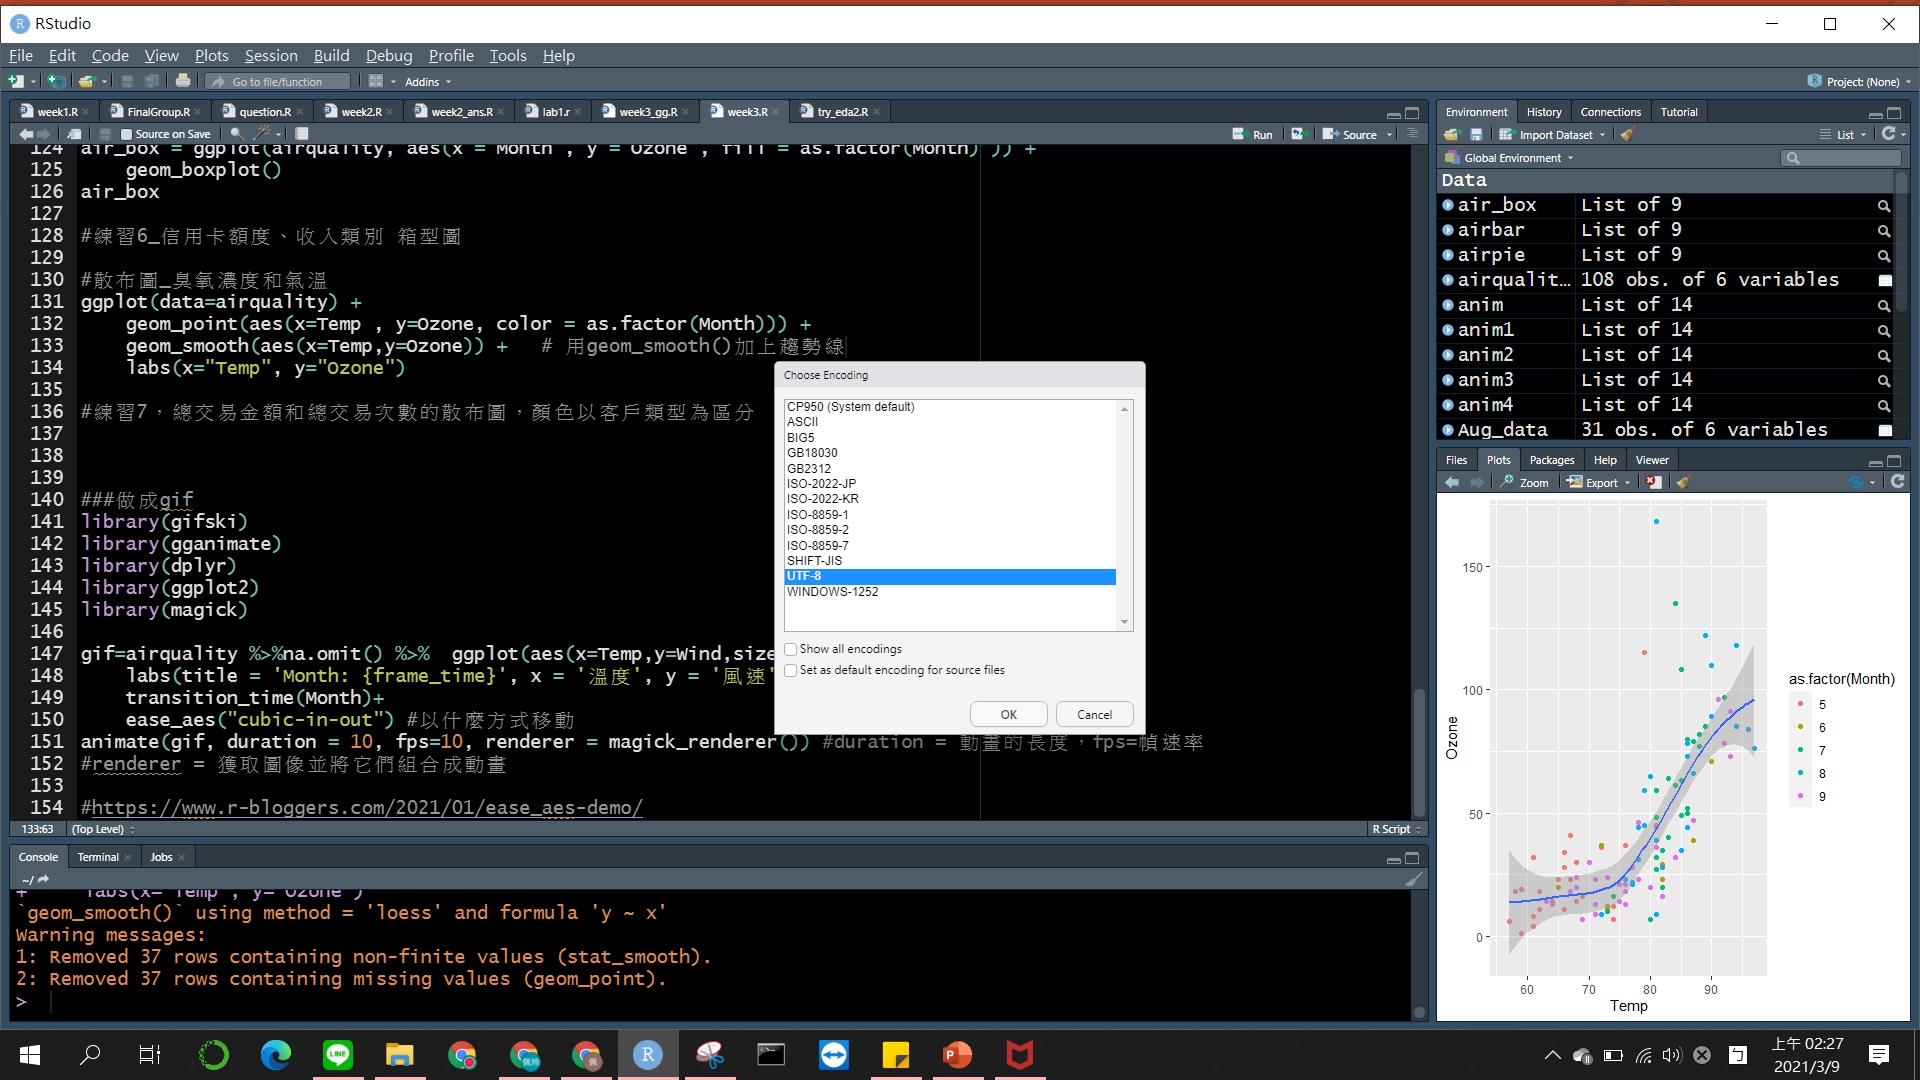 RStudio
File Edit Code View Plots Session Build Debug Profile Tools Help
Go to file/function Addins Project: (None)
week1.R FinalGroup.R question.R week2.R week2_ans.R lab1.r week3_gg.R week3.R try_eda2.R
Source on Save Run Source
124 air_box = ggplot(airquality, aes(x = Month , y = Ozone , fill = as.factor(Month) )) +
125 geom_boxplot()
126 air_box
127
128 #練習6_信用卡額度、收入類別 箱型圖
129
130 #散布圖_臭氧濃度和氣溫
131 ggplot(data=airquality) +
132 geom_point(aes(x=Temp , y=Ozone, color = as.factor(Month))) +
133 geom_smooth(aes(x=Temp,y=Ozone)) + # 用geom_smooth()加上趨勢線
134 labs(x="Temp", y="Ozone")
135
136 #練習7，總交易金額和總交易次數的散布圖，顏色以客戶類型為區分
137
138
139
140 ###做成gif
141 library(gifski)
142 library(gganimate)
143 library(dplyr)
144 library(ggplot2)
145 library(magick)
146
147 gif=airquality %>%na.omit() %>% ggplot(aes(x=Temp,y=Wind,size
148 labs(title = 'Month: {frame_time}', x = '溫度', y = '風速'
149 transition_time(Month)+
150 ease_aes("cubic-in-out") #以什麼方式移動
151 animate(gif, duration = 10, fps=10, renderer = magick_renderer()) #duration = 動畫的長度，fps=幀速率
152 #renderer = 獲取圖像並將它們組合成動畫
153
154 #https://www.r-bloggers.com/2021/01/ease_aes-demo/
133:63 (Top Level) R Script
Choose Encoding
CP950 (System default)
ASCII
BIG5
GB18030
GB2312
ISO-2022-JP
ISO-2022-KR
ISO-8859-1
ISO-8859-2
ISO-8859-7
SHIFT-JIS
UTF-8
WINDOWS-1252
Show all encodings
Set as default encoding for source files
OK Cancel
Console Terminal Jobs
~/
+ labs(x="Temp", y="Ozone")
`geom_smooth()` using method = 'loess' and formula 'y ~ x'
Warning messages:
1: Removed 37 rows containing non-finite values (stat_smooth).
2: Removed 37 rows containing missing values (geom_point).
>
Environment History Connections Tutorial
Import Dataset List
Global Environment
Data
air_box List of 9
airbar List of 9
airpie List of 9
airqualit… 108 obs. of 6 variables
anim List of 14
anim1 List of 14
anim2 List of 14
anim3 List of 14
anim4 List of 14
Aug_data 31 obs. of 6 variables
Files Plots Packages Help Viewer
Zoom Export
150
100
50
0
Ozone
60 70 80 90
Temp
as.factor(Month)
5
6
7
8
9
LINE
上午 02:27
2021/3/9